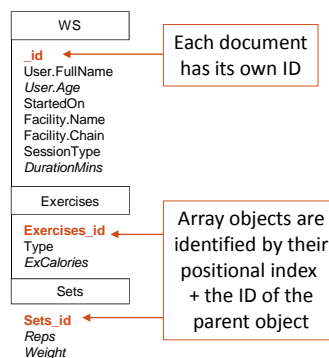 WS
_id
User.FullName
User.Age
StartedOn
Facility.Name
Facility.Chain
SessionType
DurationMins
Each document
has its own ID
Exercises
Exercises_id
Type
ExCalories
Sets
Sets_id
Reps
Weight
Array objects are
identified by their
positional index
+ the ID of the
parent object